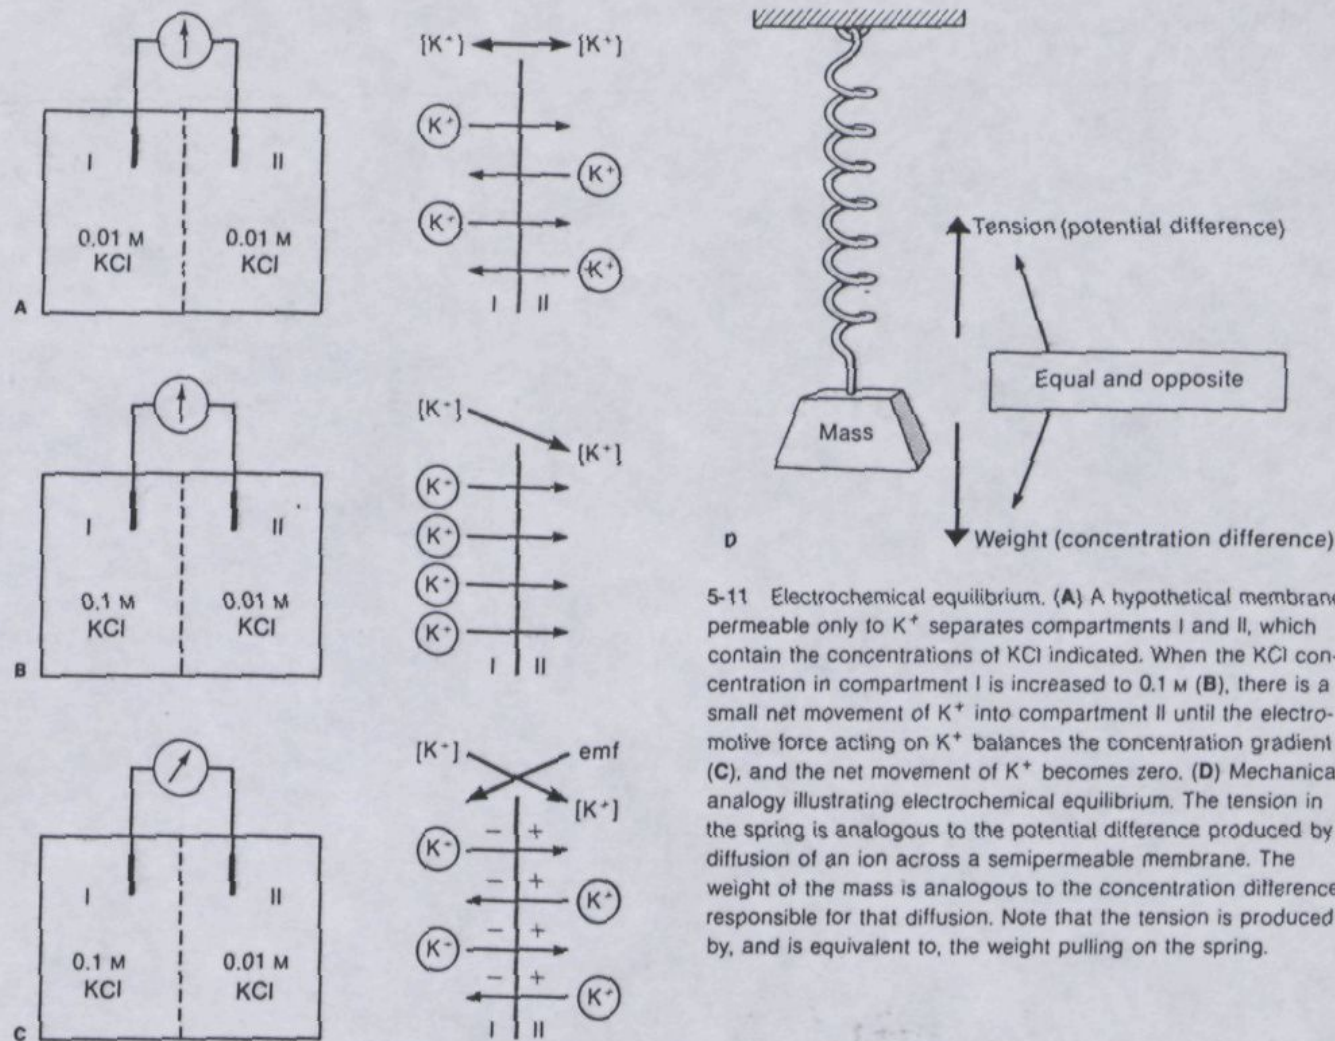 I
II
0.01 M
KCl
0.01 M
KCl
A
[K⁺]
[K⁺]
K⁺
K⁺
K⁺
K⁺
I
II
I
II
0.1 M
KCl
0.01 M
KCl
B
[K⁺]
[K⁺]
K⁺
K⁺
K⁺
K⁺
I
II
I
II
0.1 M
KCl
0.01 M
KCl
C
[K⁺]
emf
[K⁺]
K⁺
- +
- +
K⁺
K⁺
- +
- +
K⁺
I
II
Tension (potential difference)
Equal and opposite
Mass
D
Weight (concentration difference)
5-11 Electrochemical equilibrium. (A) A hypothetical membrane
permeable only to K⁺ separates compartments I and II, which
contain the concentrations of KCl indicated. When the KCl con-
centration in compartment I is increased to 0.1 M (B), there is a
small net movement of K⁺ into compartment II until the electro-
motive force acting on K⁺ balances the concentration gradient
(C), and the net movement of K⁺ becomes zero. (D) Mechanica
analogy illustrating electrochemical equilibrium. The tension in
the spring is analogous to the potential difference produced by
diffusion of an ion across a semipermeable membrane. The
weight of the mass is analogous to the concentration difference
responsible for that diffusion. Note that the tension is produced
by, and is equivalent to, the weight pulling on the spring.